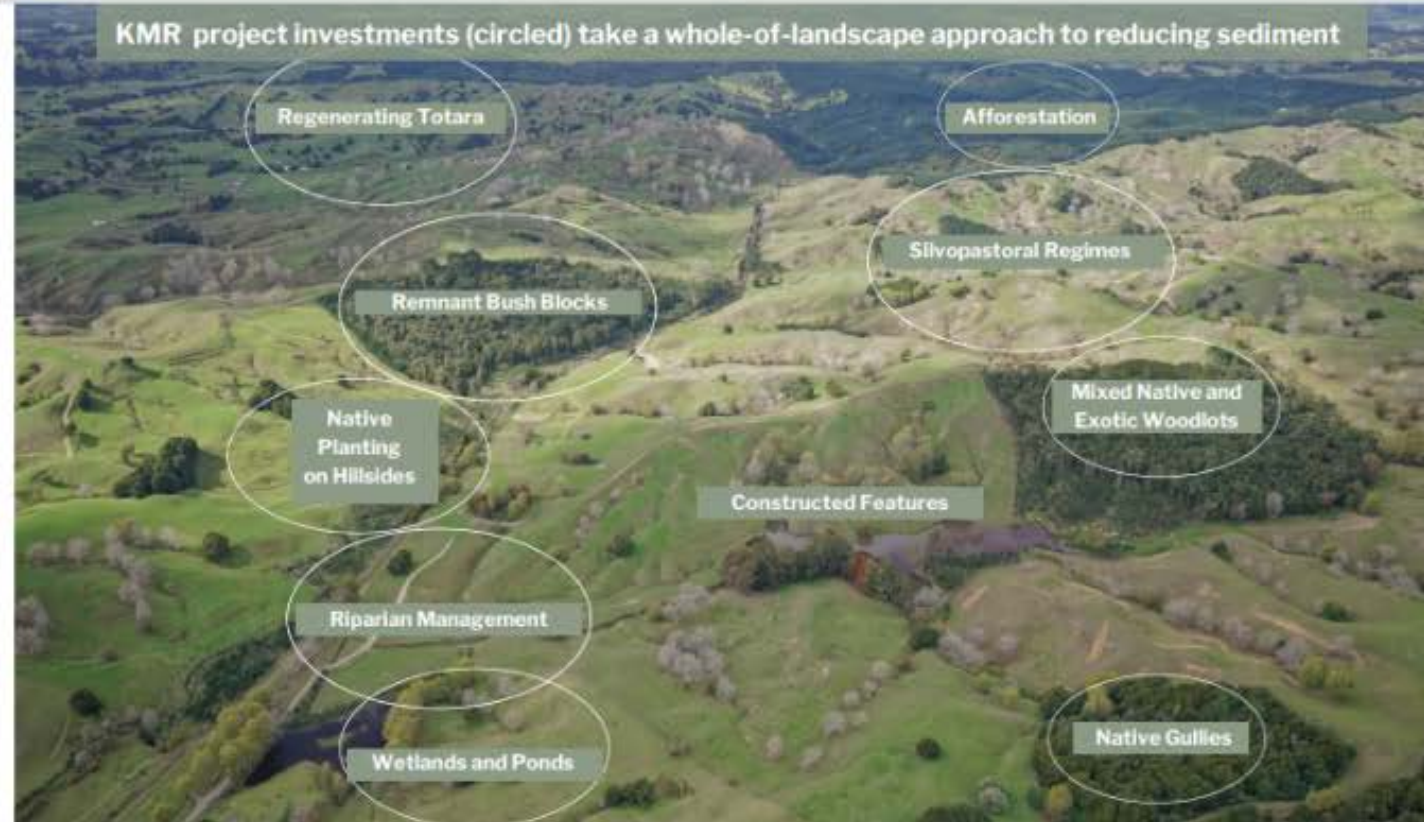 KMR project investments (circled) take a whole-of-landscape approach to reducing sediment
Regenerating Totara
Afforestation
Silvopastoral Regimes
Remnant Bush Blocks
Mixed Native and
Exotic Woodlots
Native
Planting
on Hillsides
Constructed Features
Riparian Management
Native Gullies
Wetlands and Ponds